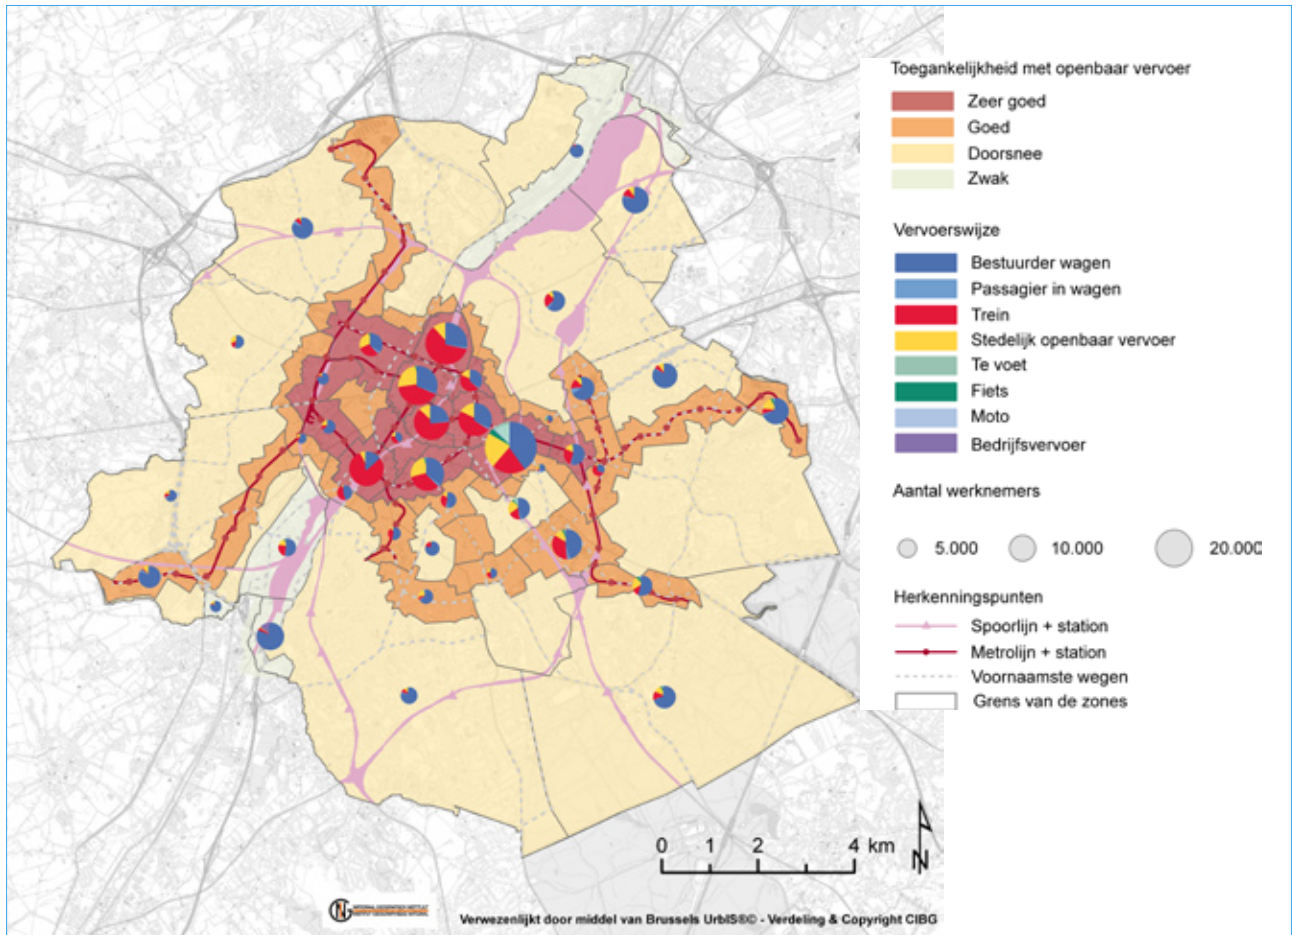 Toegankelijkheid met openbaar vervoer
Zeer goed
Goed
Doorsnee
Zwak
Vervoerswijze
Bestuurder wagen
Passagier in wagen
Trein
Stedelijk openbaar vervoer
Te voet
Fiets
Moto
Bedrijfsvervoer
Aantal werknemers
5.000 10.000 20.000
Herkenningspunten
Spoorlijn + station
Metrolijn + station
Voornaamste wegen
Grens van de zones
0 1 2 4 km
N
Verwezenlijkt door middel van Brussels UrbIS®© - Verdeling & Copyright CIBG